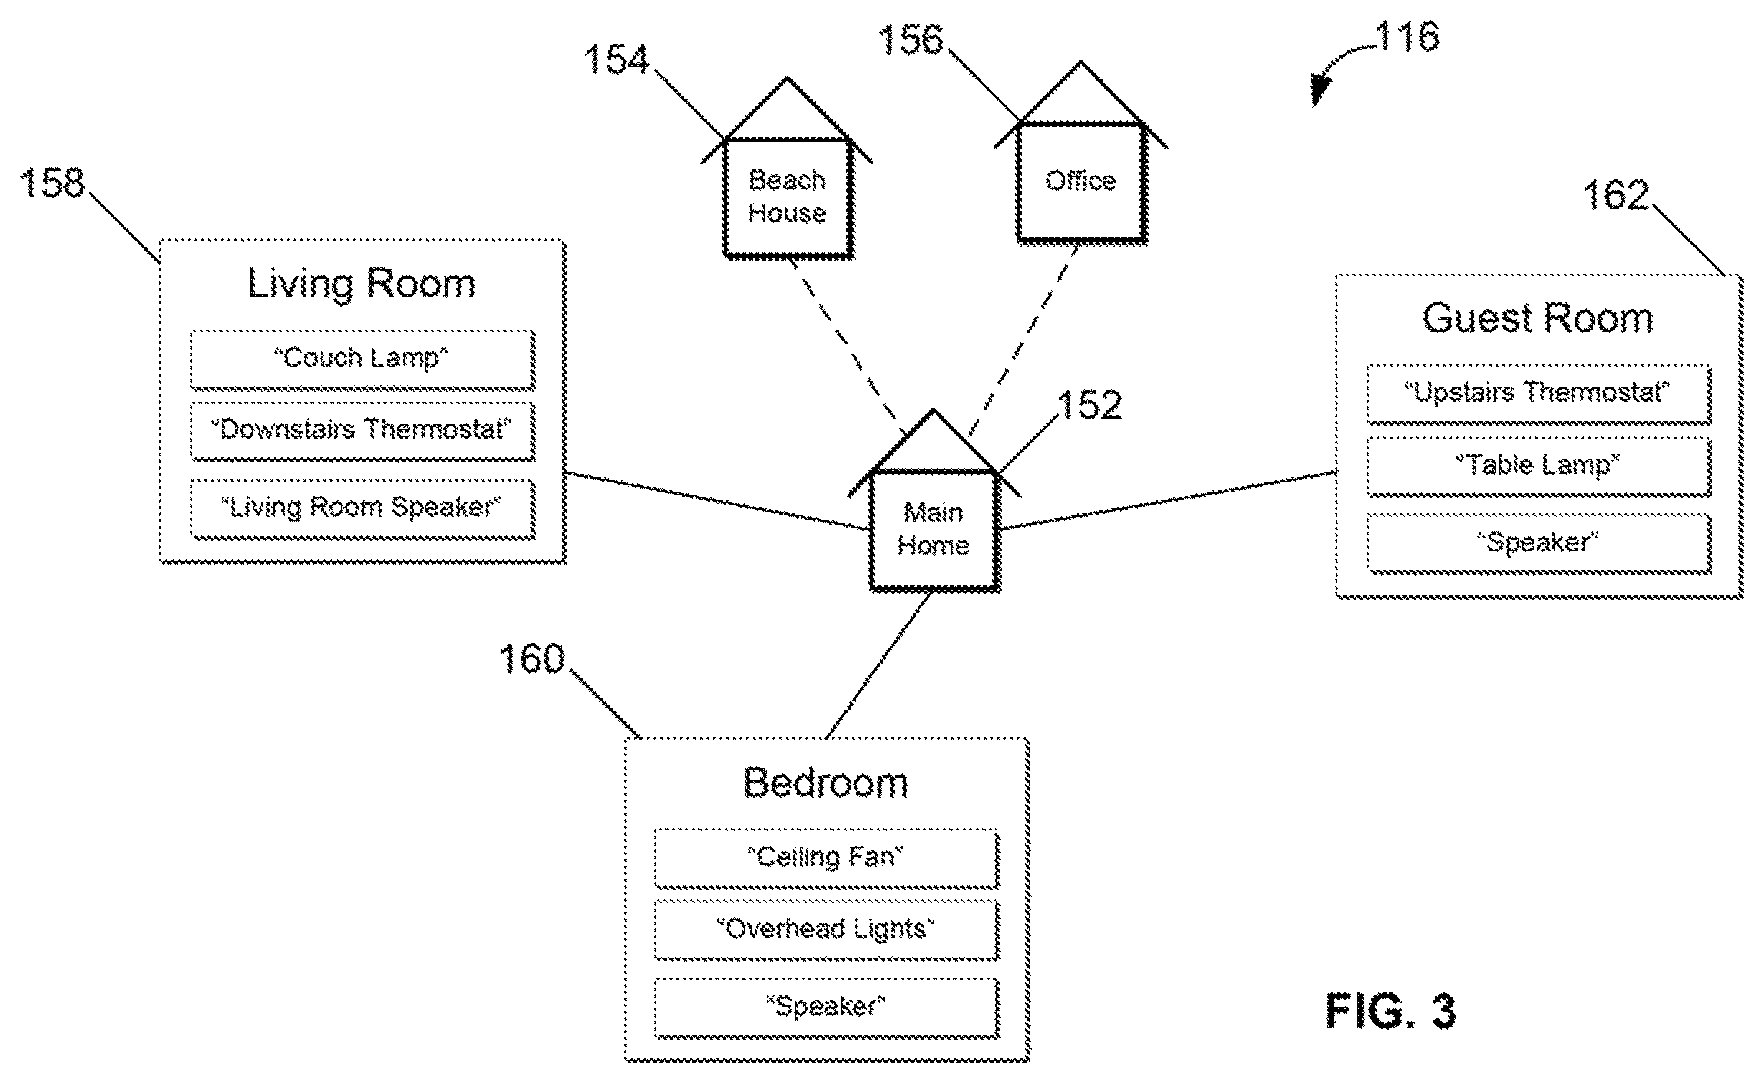 116
156
154
Beach
House
Office
158
162
Living Room
"Couch Lamp"
"Downstairs Thermostat"
"Living Room Speaker"
Guest Room
"Upstairs Thermostat"
"Table Lamp"
"Speaker"
152
Main
Home
160
Bedroom
"Ceiling Fan"
"Overhead Lights"
"Speaker"
FIG. 3